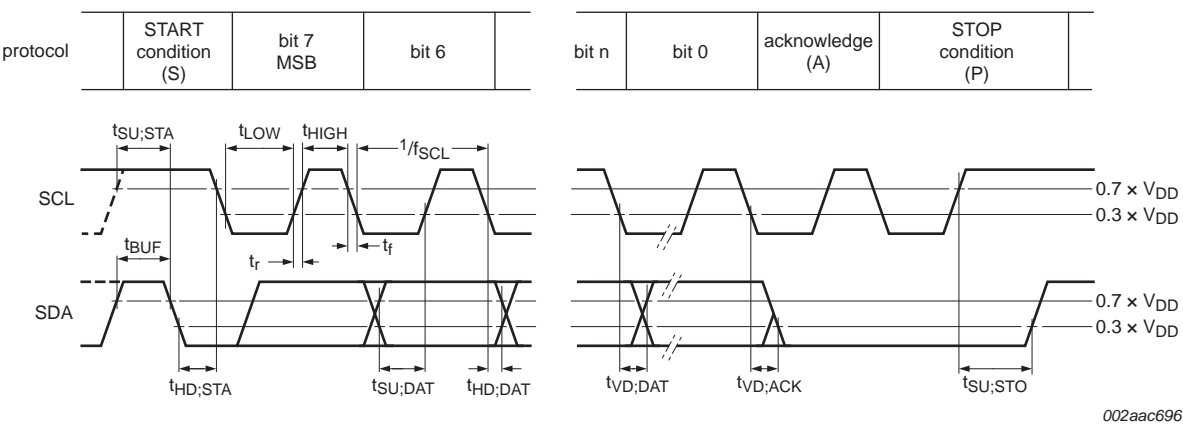 protocol
START
condition
(S)
bit 7
MSB
bit 6
bit n
bit 0
acknowledge
(A)
STOP
condition
(P)
tSU;STA
tLOW
tHIGH
1/fSCL
SCL
0.7 × VDD
0.3 × VDD
tBUF
tr
tf
SDA
0.7 × VDD
0.3 × VDD
tHD;STA
tSU;DAT
tHD;DAT
tVD;DAT
tVD;ACK
tSU;STO
002aac696